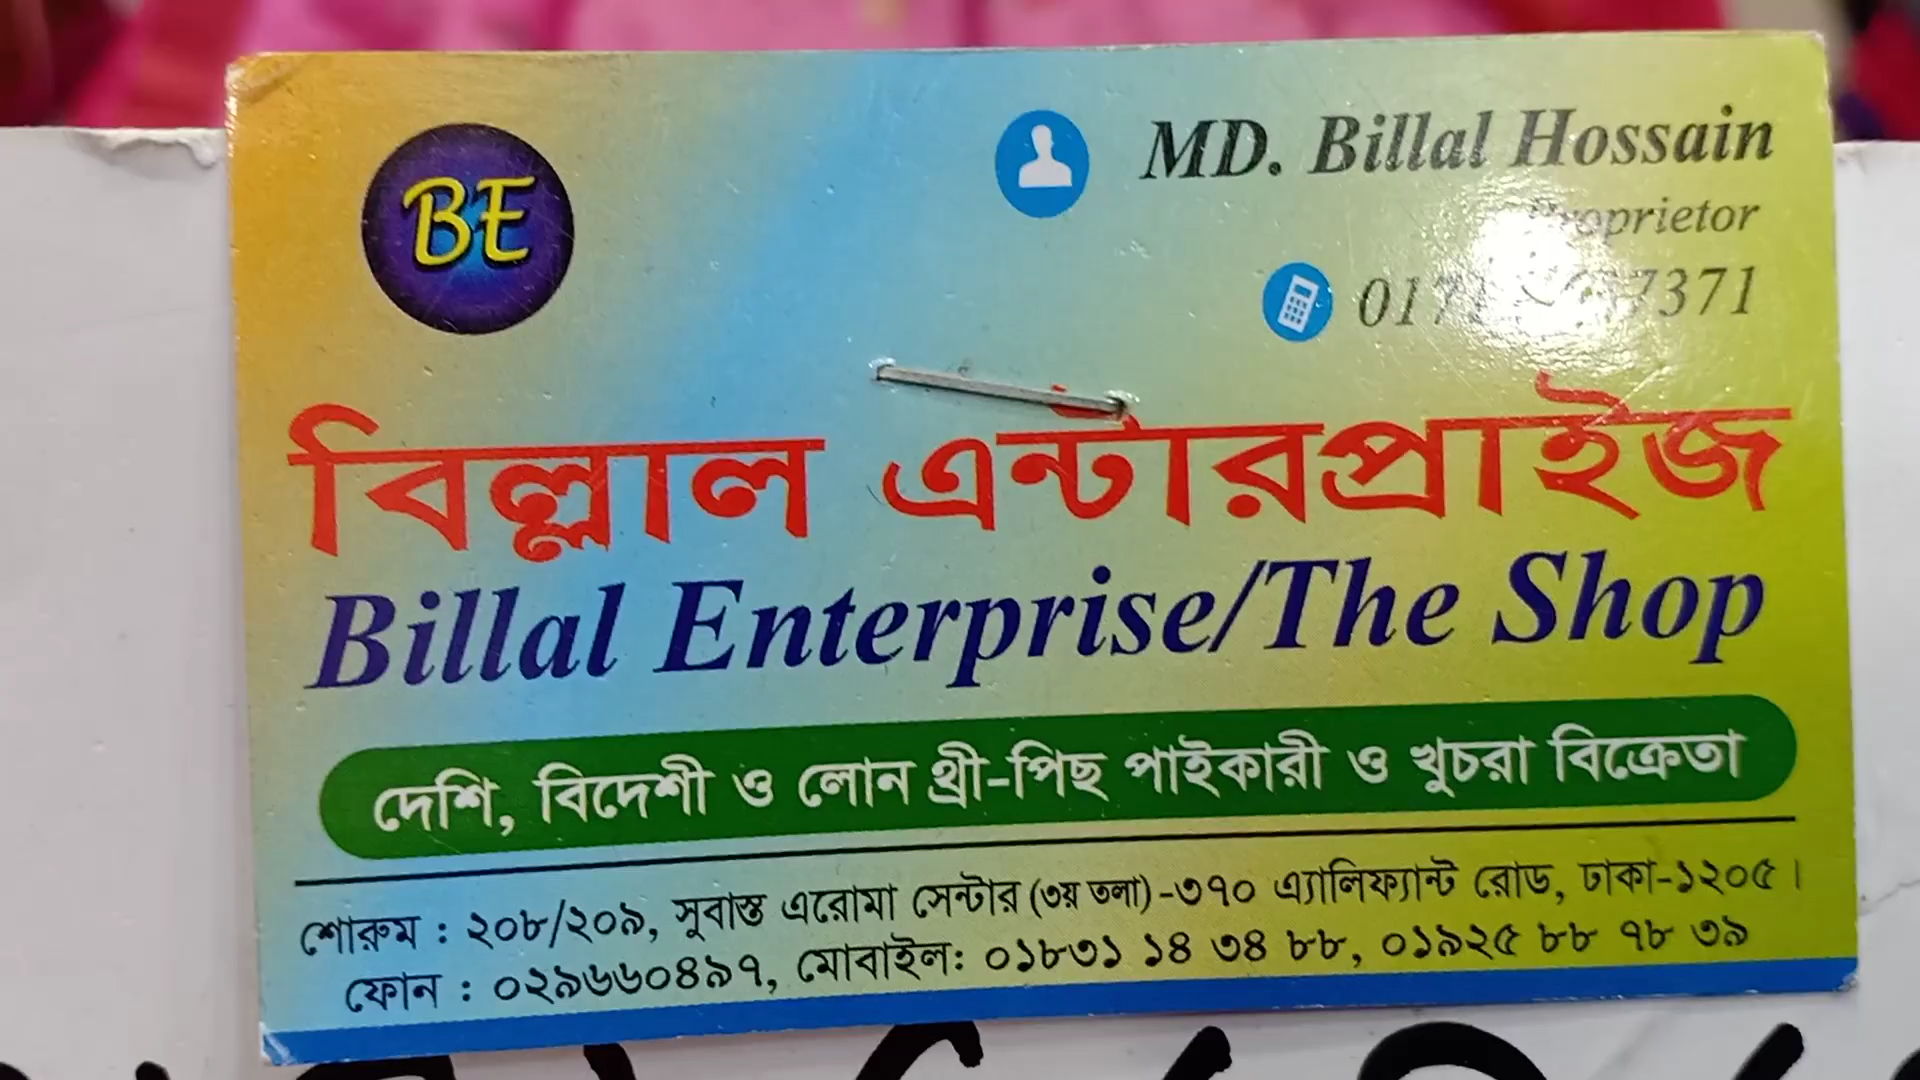 BE
MD. Billal Hossain
Proprietor
বিল্লাল এন্টারপ্রাইজ
Billal Enterprise/The Shop
দেশি, বিদেশী ও লোন থ্রী-পিছ পাইকারী ও খুচরা বিক্রেতা
শোরুম : ২০৮/২০৯, সুবাস্ত এরোমা সেন্টার (৩য় তলা)-৩৭০ এ্যালিফ্যান্ট রোড, ঢাকা-১২০৫।
ফোন : ০২৯৬৬০৪৯৭, মোবাইল: ০১৮৩১ ১৪ ৩৪ ৮৮, ০১৯২৫ ৮৮ ৭৮ ৩৯